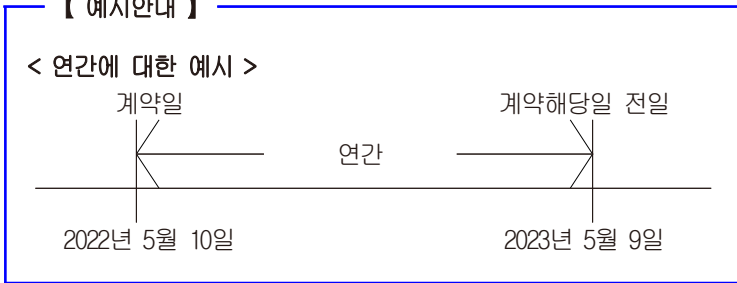 【 예시안내 】
< 연간에 대한 예시 >
계약일 계약해당일 전일
연간
2022년 5월 10일 2023년 5월 9일